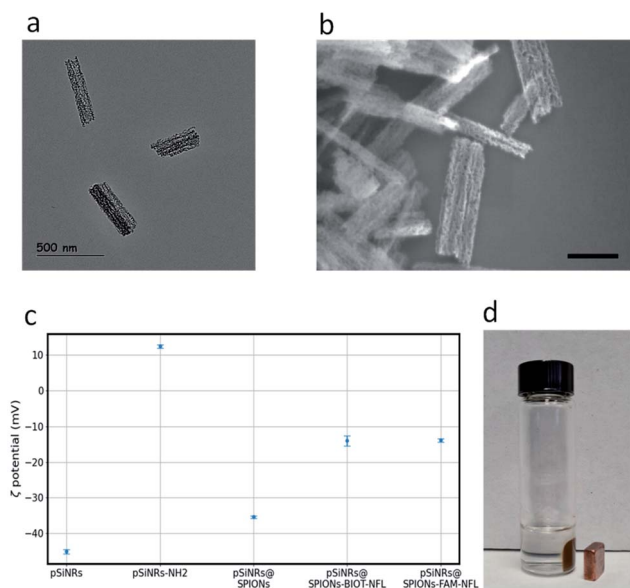 a
b
500 nm
c
d
ζ potential (mV)
10
0
−10
−20
−30
−40
pSiNRs
pSiNRs-NH2
pSiNRs@
SPIONs
pSiNRs@
SPIONs-BIOT-NFL
pSiNRs@
SPIONs-FAM-NFL